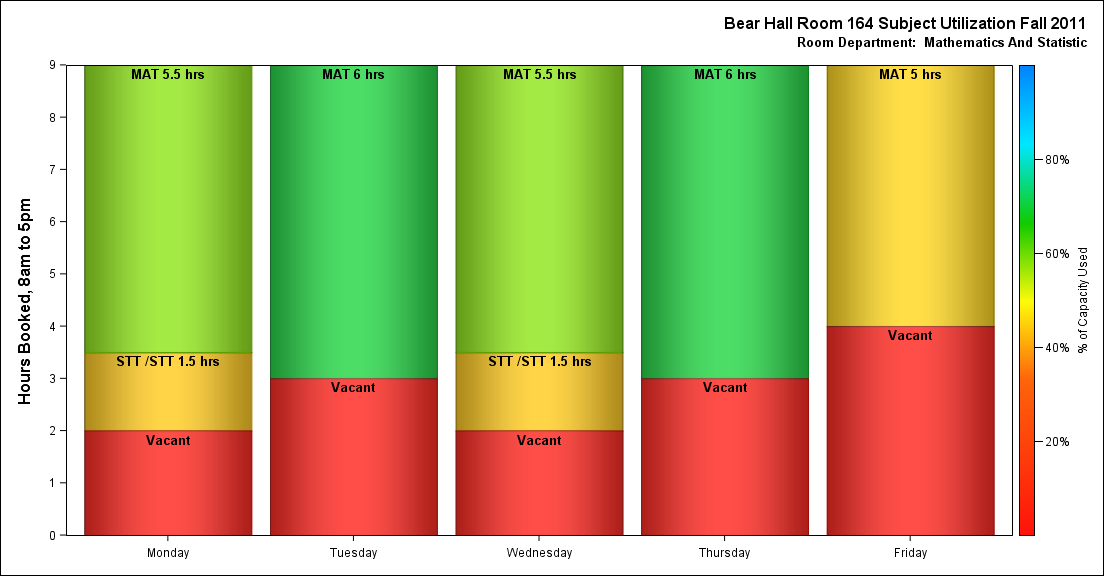 Bear Hall Room 164 Subject Utilization Fall 2011
Room Department:  Mathematics And Statistic
Hours Booked, 8am to 5pm
9
8
7
6
5
4
3
2
1
0
MAT 5.5 hrs
STT /STT 1.5 hrs
Vacant
MAT 6 hrs
Vacant
MAT 5.5 hrs
STT /STT 1.5 hrs
Vacant
MAT 6 hrs
Vacant
MAT 5 hrs
Vacant
Monday
Tuesday
Wednesday
Thursday
Friday
80%
60%
40%
20%
% of Capacity Used